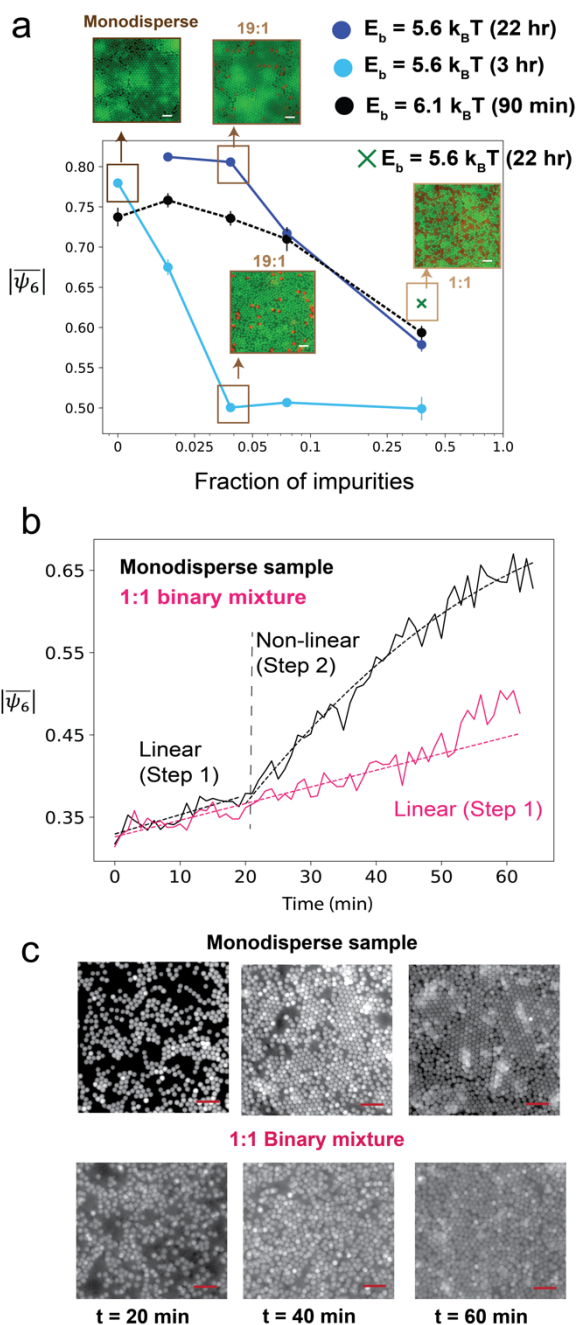 a
Monodisperse
19:1
E_b = 5.6 k_BT (22 hr)
E_b = 5.6 k_BT (3 hr)
E_b = 6.1 k_BT (90 min)
E_b = 5.6 k_BT (22 hr)
0.80
0.75
0.70
0.65
0.60
0.55
0.50
|ψ̅₆|
19:1
1:1
0
0.025
0.05
0.1
0.25
0.5
1.0
Fraction of impurities
b
Monodisperse sample
1:1 binary mixture
Non-linear
(Step 2)
Linear
(Step 1)
Linear (Step 1)
0.65
0.55
0.45
0.35
|ψ̅₆|
0
10
20
30
40
50
60
Time (min)
c
Monodisperse sample
1:1 Binary mixture
t = 20 min
t = 40 min
t = 60 min